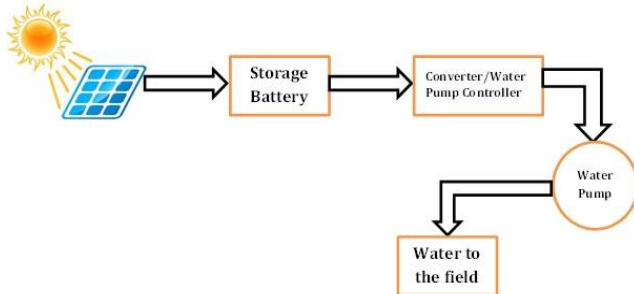 Storage
Battery
Converter/Water
Pump Controller
Water
Pump
Water to
the field